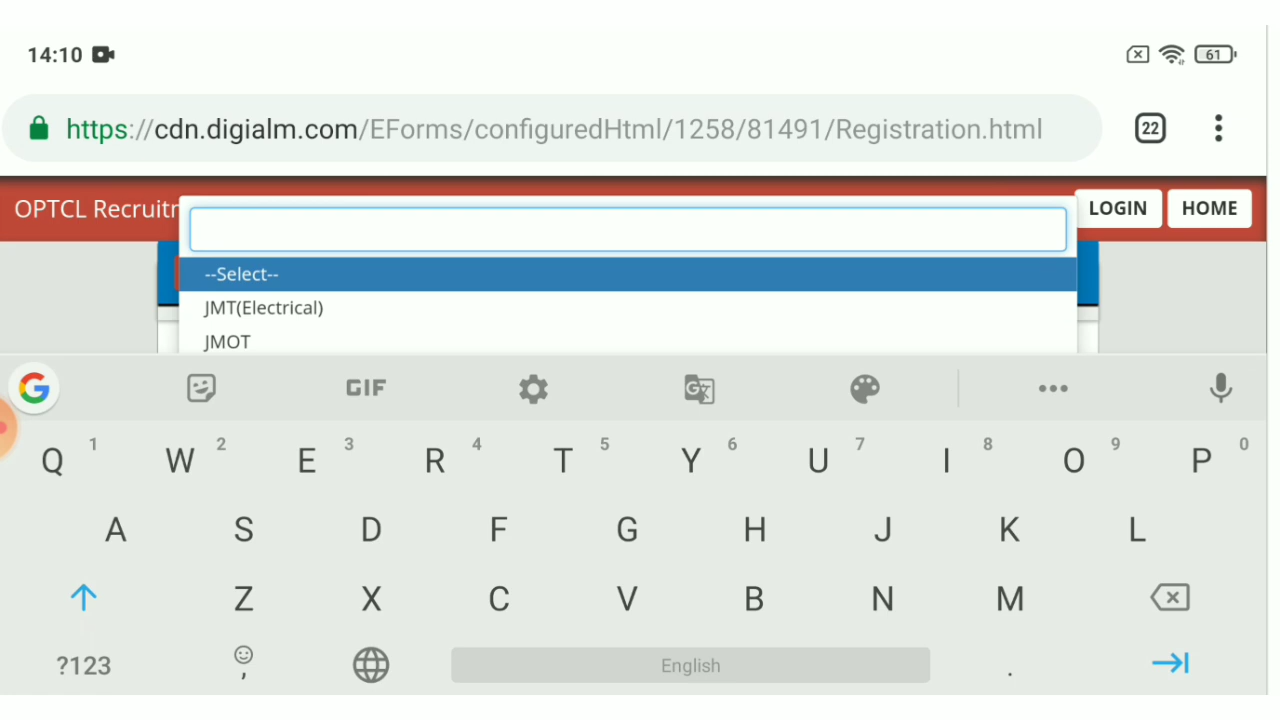 14:10
61
https://cdn.digialm.com/EForms/configuredHtml/1258/81491/Registration.html
22
OPTCL Recruitm
LOGIN
HOME
--Select--
JMT(Electrical)
JMOT
G
GIF
G
Q 1 W 2 E 3 R 4 T 5 Y 6 U 7 I 8 O 9 P 0
A S D F G H J K L
Z X C V B N M
?123 , English .